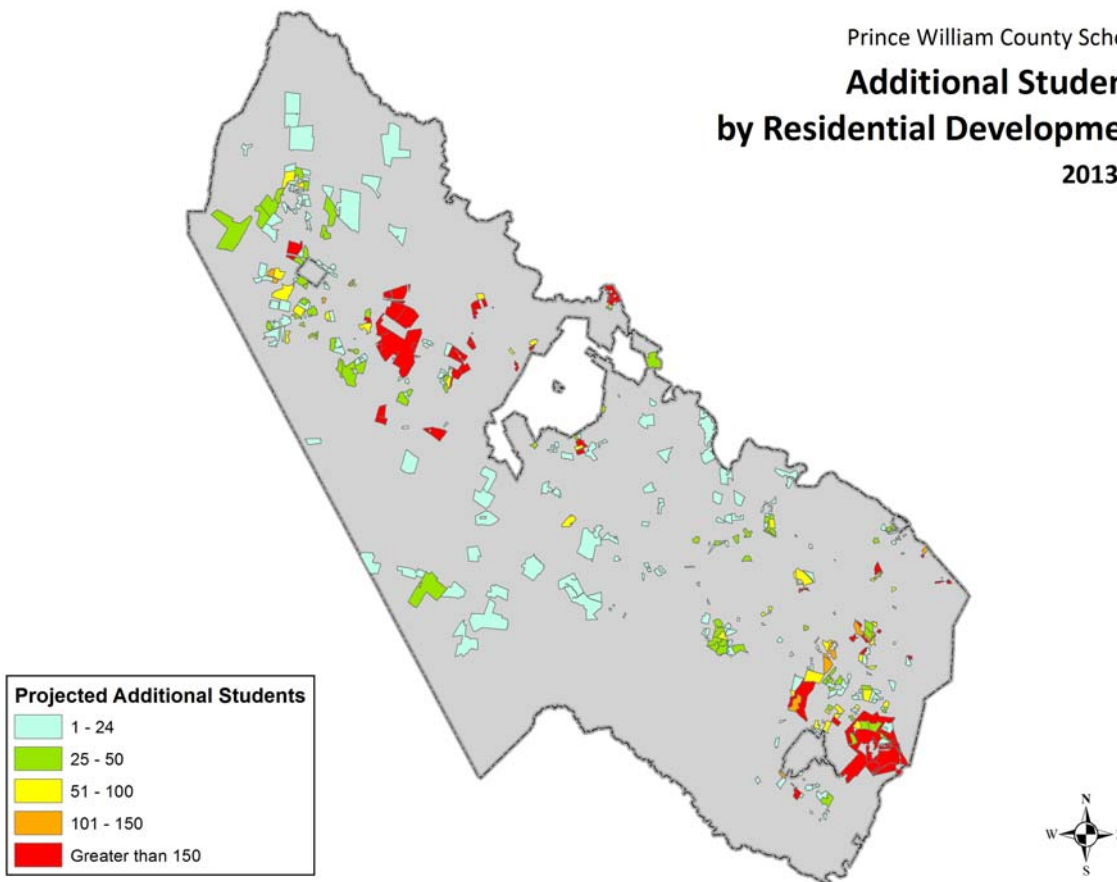 Prince William County Scho
Additional Studen
by Residential Developme
2013
Projected Additional Students
1 - 24
25 - 50
51 - 100
101 - 150
Greater than 150
N
W
S